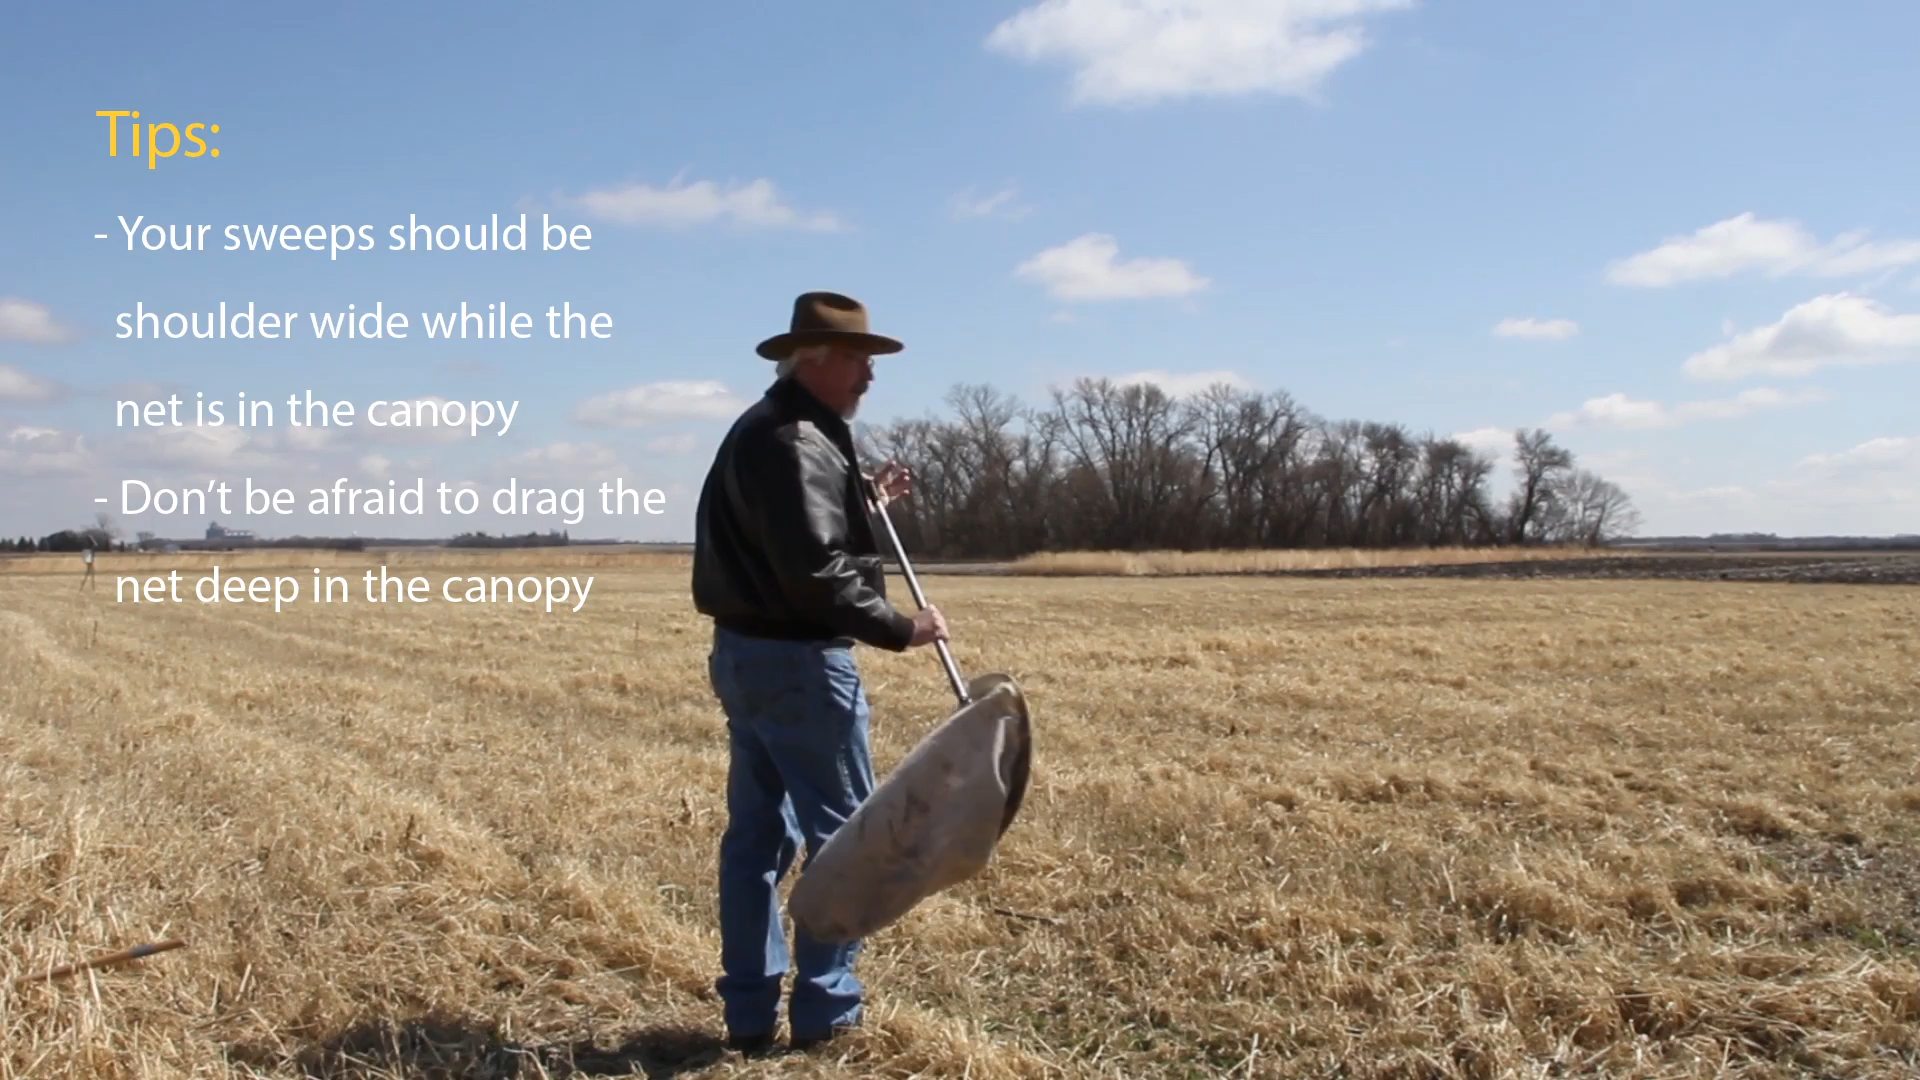 Tips:
- Your sweeps should be
shoulder wide while the
net is in the canopy
- Don’t be afraid to drag the
net deep in the canopy